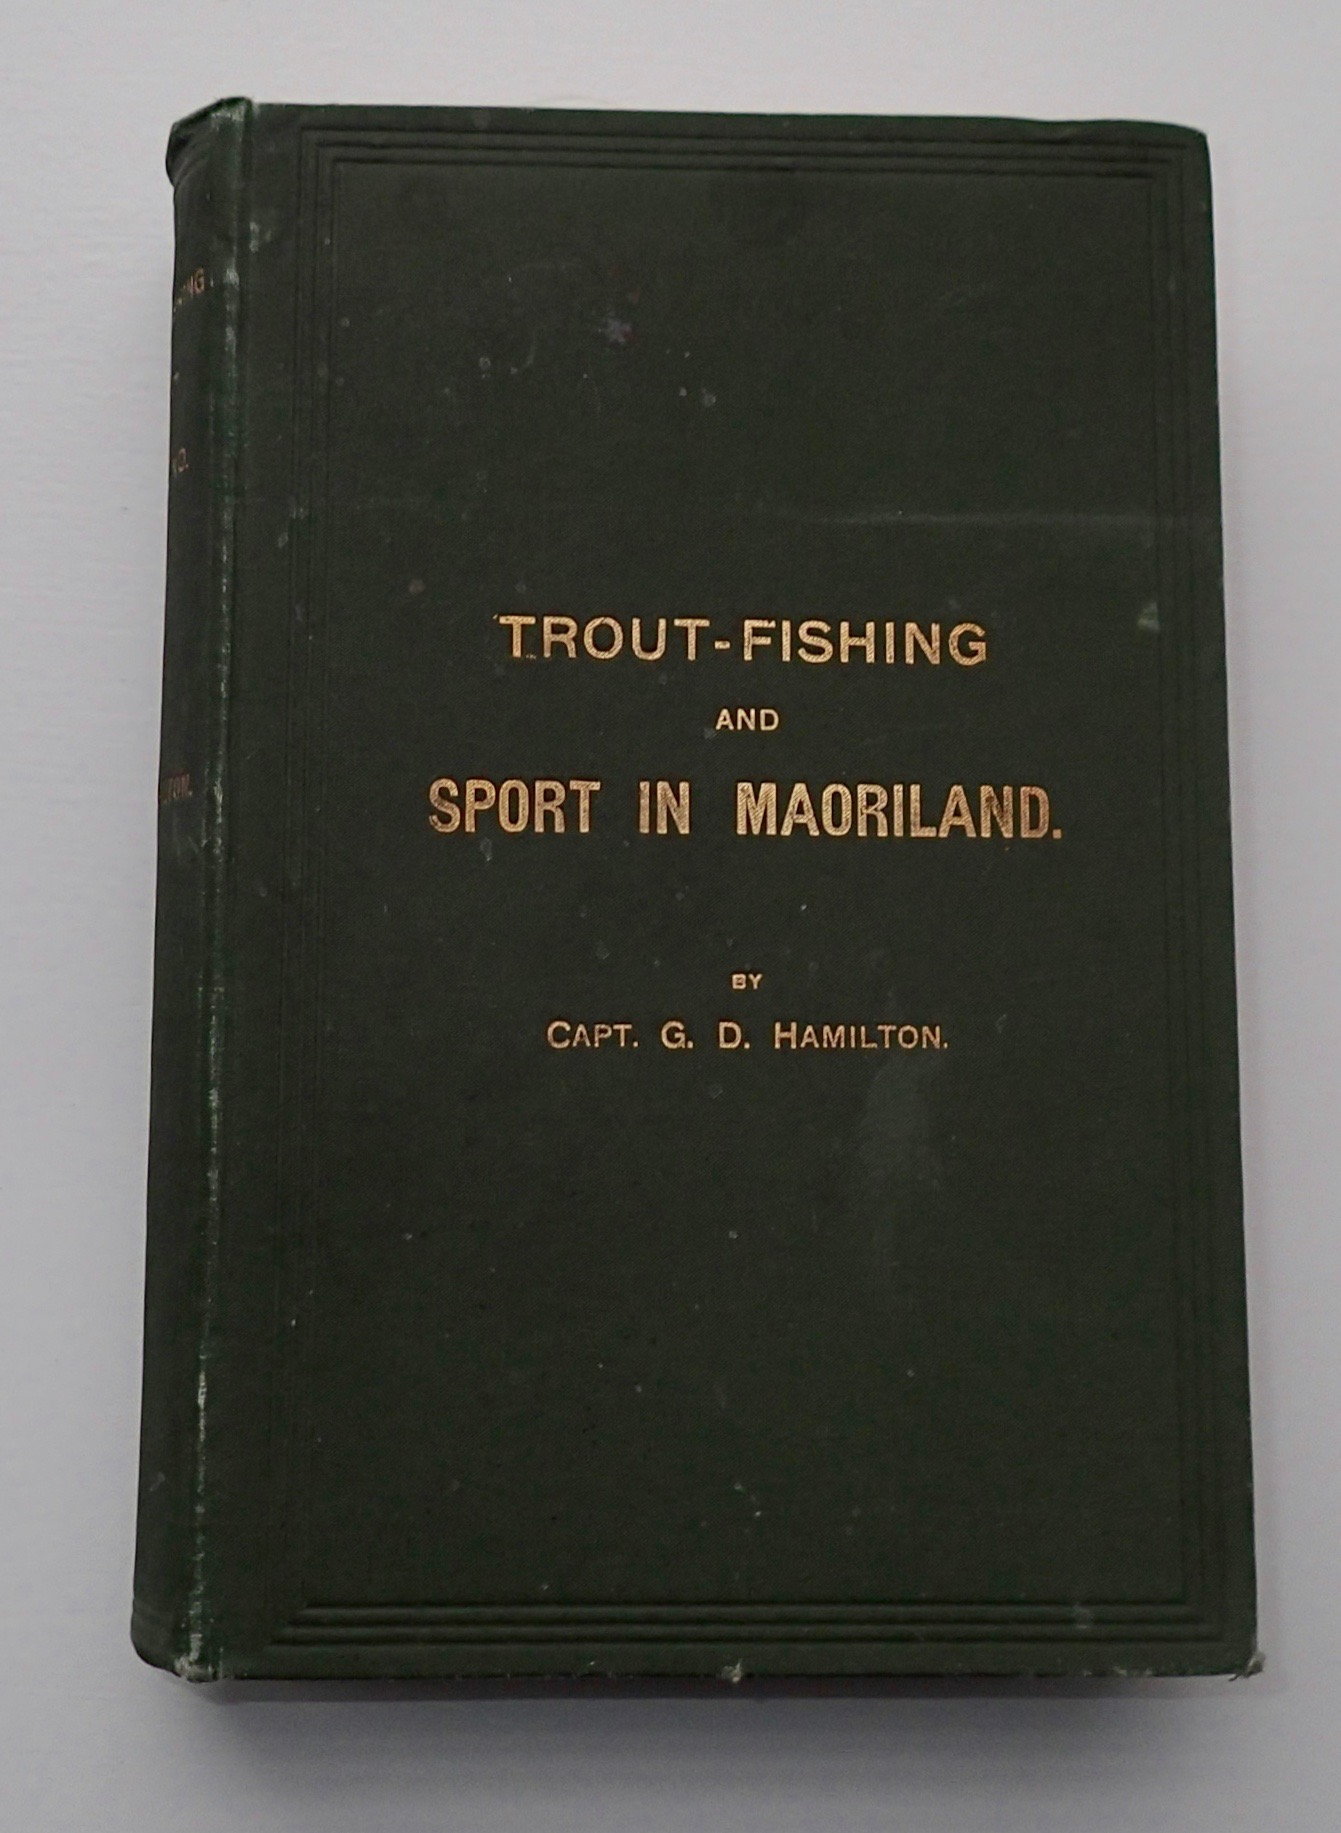 TROUT-FISHING
AND
SPORT IN MAORILAND.
BY
CAPT. G. D. HAMILTON.